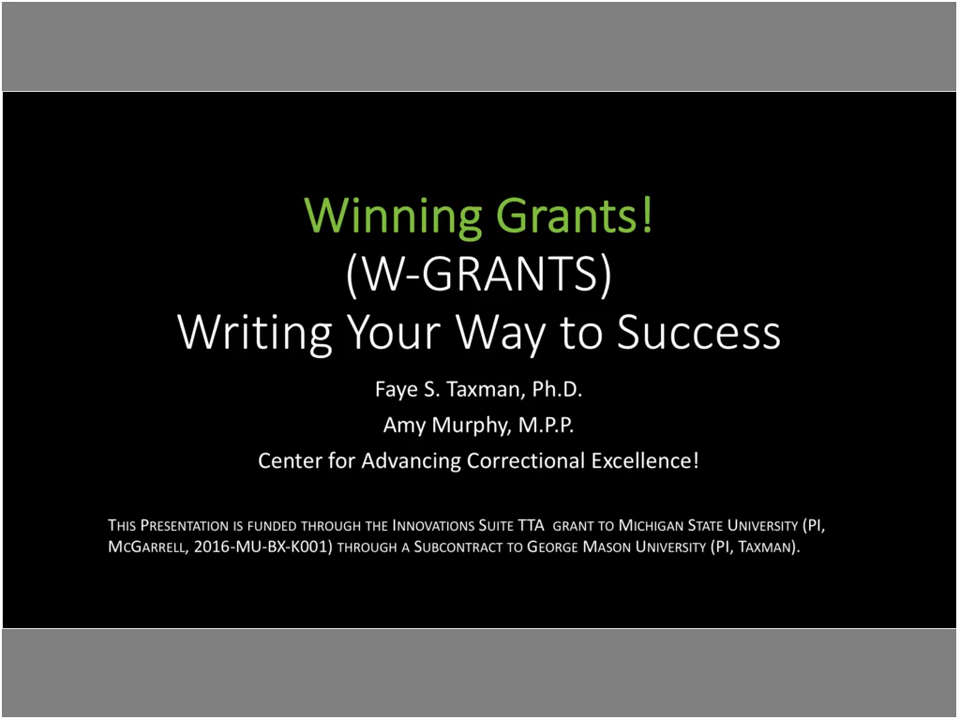 Winning Grants!
(W-GRANTS)
Writing Your Way to Success
Faye S. Taxman, Ph.D.
Amy Murphy, M.P.P.
Center for Advancing Correctional Excellence!
This Presentation is funded through the Innovations Suite TTA grant to Michigan State University (PI,
McGarrell, 2016-MU-BX-K001) through a Subcontract to George Mason University (PI, Taxman).